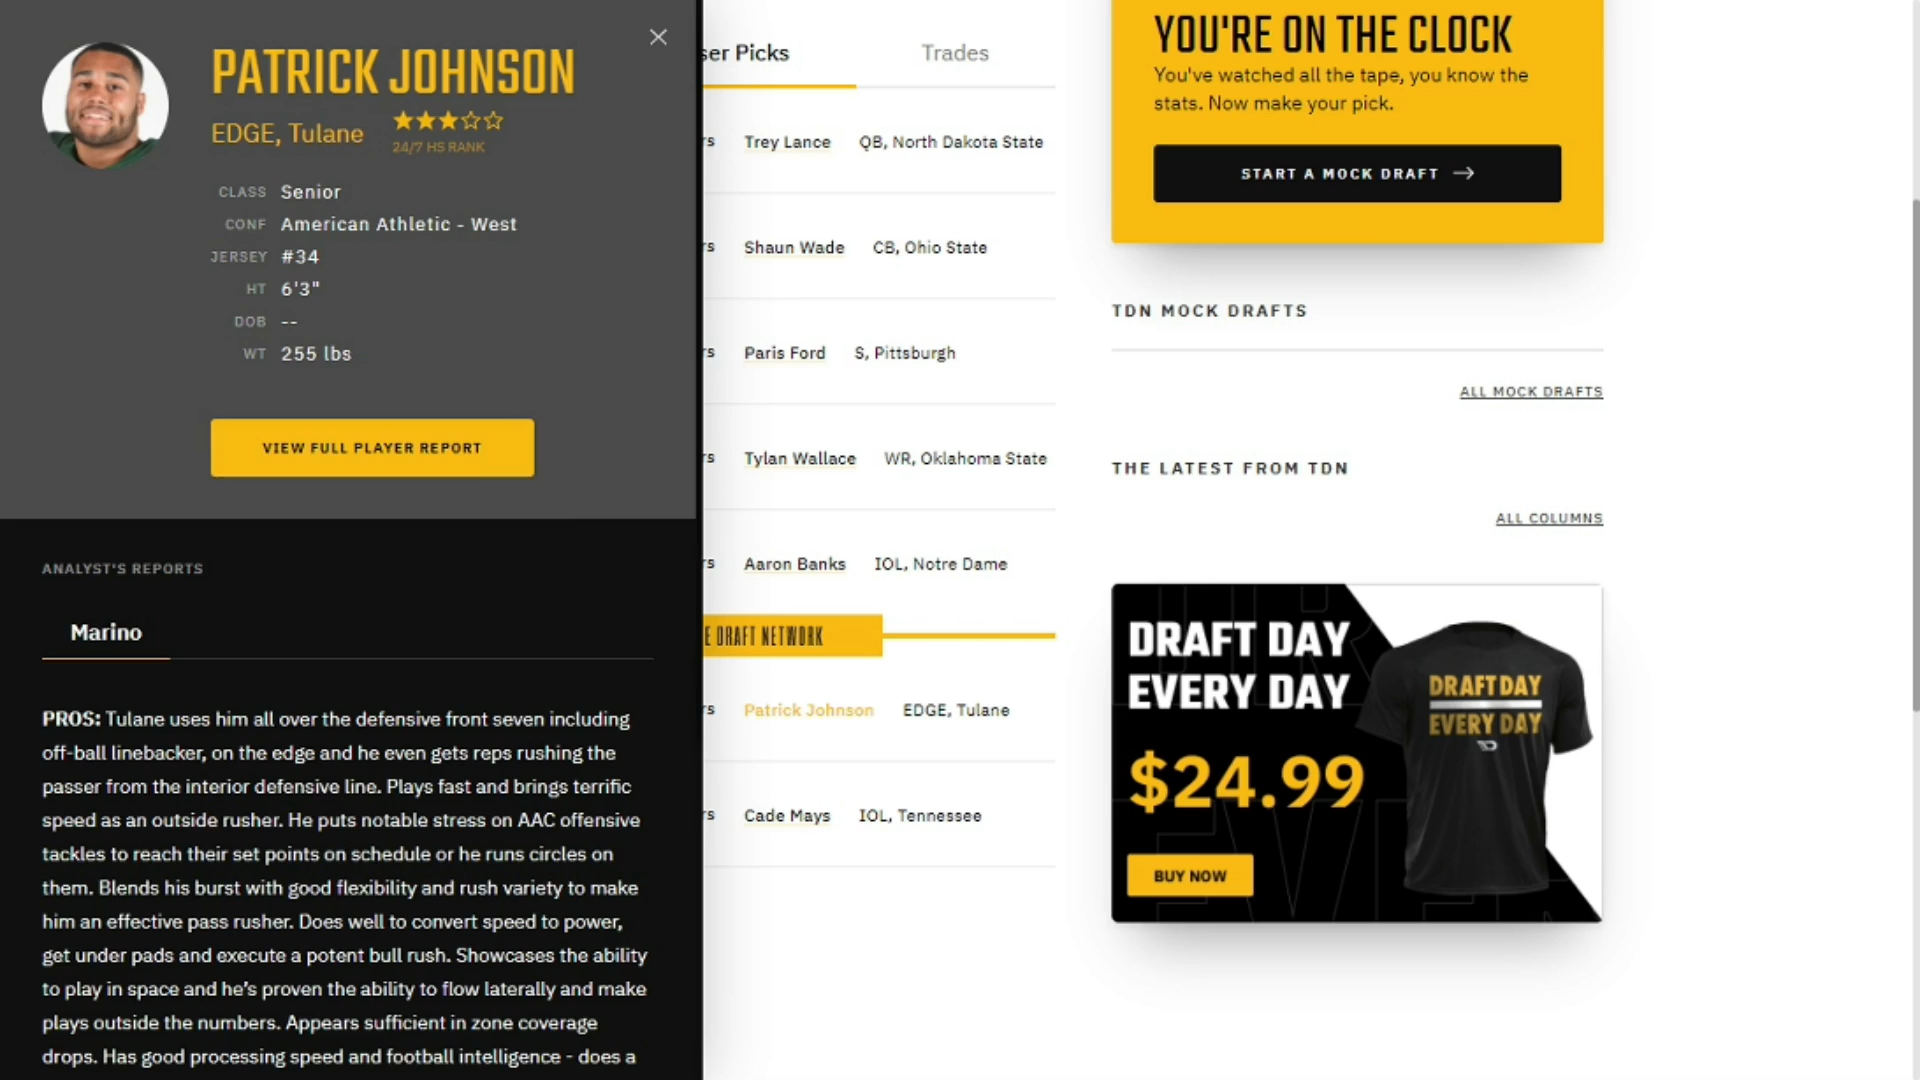 PATRICK JOHNSON
EDGE, Tulane
24/7 HS RANK
CLASS Senior
CONF American Athletic - West
JERSEY #34
HT 6'3"
DOB --
WT 255 lbs
VIEW FULL PLAYER REPORT
ANALYST'S REPORTS
Marino
PROS: Tulane uses him all over the defensive front seven including
off-ball linebacker, on the edge and he even gets reps rushing the
passer from the interior defensive line. Plays fast and brings terrific
speed as an outside rusher. He puts notable stress on AAC offensive
tackles to reach their set points on schedule or he runs circles on
them. Blends his burst with good flexibility and rush variety to make
him an effective pass rusher. Does well to convert speed to power,
get under pads and execute a potent bull rush. Showcases the ability
to play in space and he's proven the ability to flow laterally and make
plays outside the numbers. Appears sufficient in zone coverage
drops. Has good processing speed and football intelligence - does a
ser Picks Trades
rs Trey Lance QB, North Dakota State
rs Shaun Wade CB, Ohio State
rs Paris Ford S, Pittsburgh
rs Tylan Wallace WR, Oklahoma State
rs Aaron Banks IOL, Notre Dame
E DRAFT NETWORK
rs Patrick Johnson EDGE, Tulane
rs Cade Mays IOL, Tennessee
YOU'RE ON THE CLOCK
You've watched all the tape, you know the
stats. Now make your pick.
START A MOCK DRAFT →
TDN MOCK DRAFTS
ALL MOCK DRAFTS
THE LATEST FROM TDN
ALL COLUMNS
DRAFT DAY
EVERY DAY
$24.99
BUY NOW
DRAFT DAY
EVERY DAY